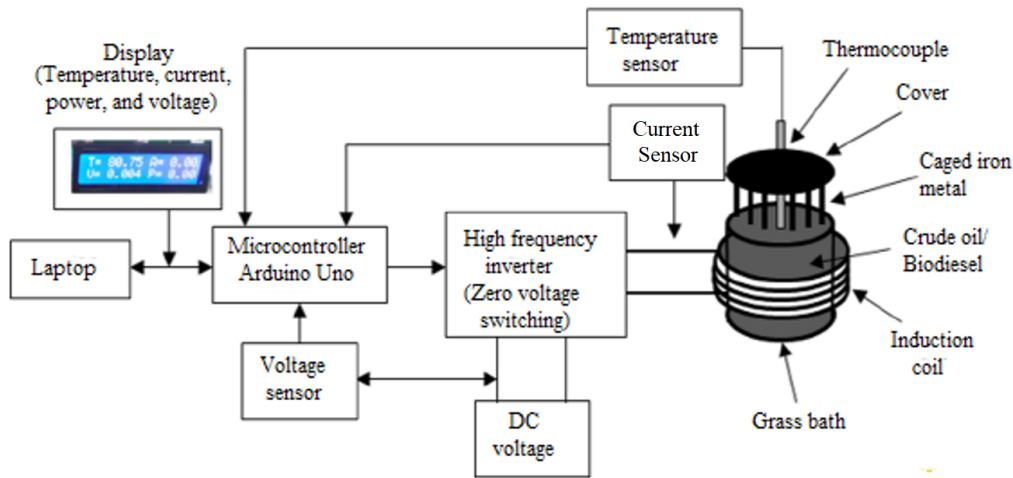 Display
(Temperature, current,
power, and voltage)
T= 80.75 A= 0.00
U= 0.004 P= 0.00
Temperature
sensor
Thermocouple
Cover
Current
Sensor
Caged iron
metal
Laptop
Microcontroller
Arduino Uno
High frequency
inverter
(Zero voltage
switching)
Crude oil/
Biodiesel
Voltage
sensor
Induction
coil
DC
voltage
Grass bath